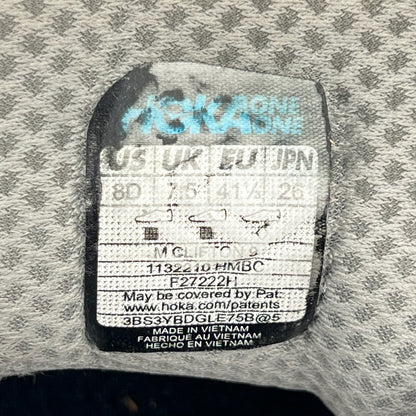 HOKA ONE ONE
US UK EU JPN
8D 7.5 41⅓ 26
M CLIFTON 8
1132210 HMBC
F27222H
May be covered by Pat:
www.hoka.com/patents
3BS3YBDGLE75B@5
MADE IN VIETNAM
FABRIQUÉ AU VIETNAM
HECHO EN VIETNAM